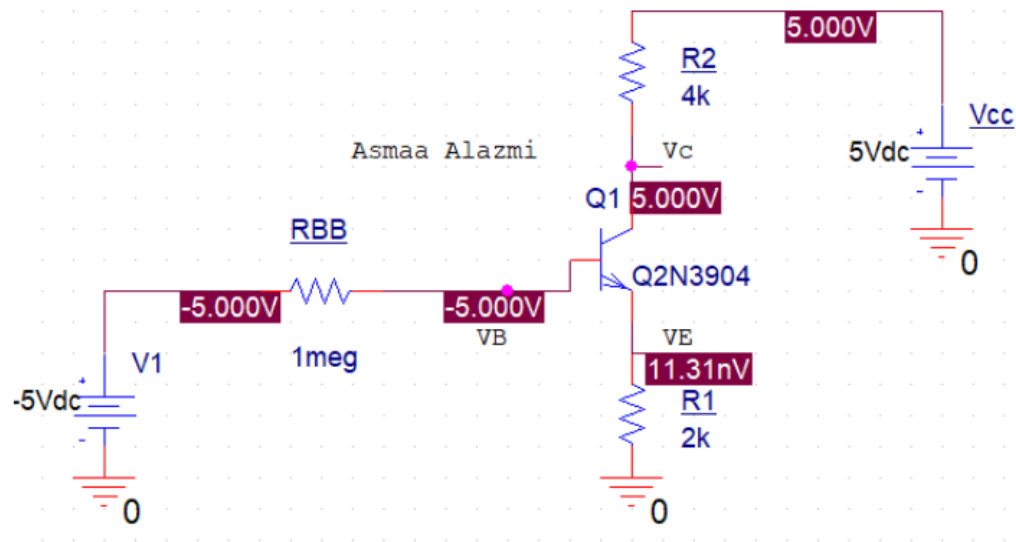 5.000V
R2
4k
Vcc
Asmaa Alazmi
Vc
5Vdc
+
-
Q1
5.000V
RBB
0
Q2N3904
-5.000V
-5.000V
VB
VE
1meg
V1
11.31nV
-5Vdc
+
-
R1
2k
0
0